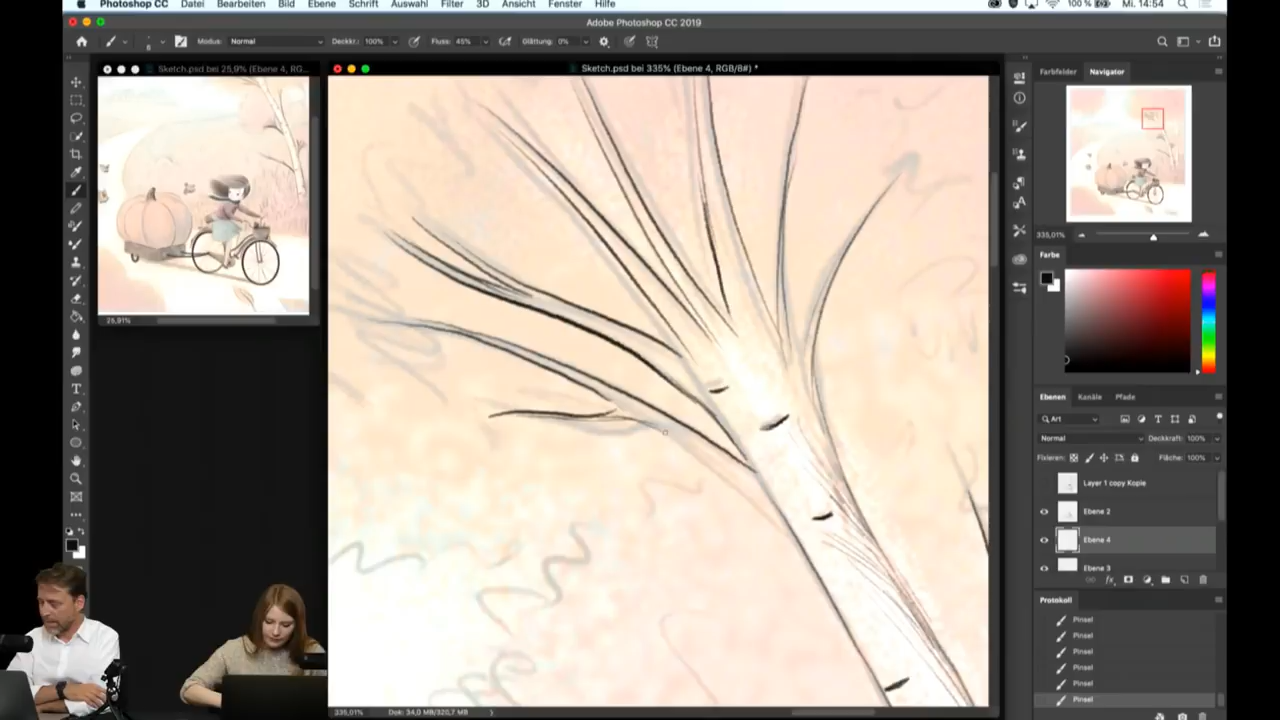 Photoshop CC Datei Bearbeiten Bild Ebene Schrift Auswahl Filter 3D Ansicht Fenster Hilfe 100 % Mi. 14:54
Adobe Photoshop CC 2019
6 Modus: Normal Deckkr.: 100% Fluss: 45% Glättung: 0%
Sketch.psd bei 25,9% (Ebene 4, RG...
Sketch.psd bei 335% (Ebene 4, RGB/8#) *
Farbfelder Navigator
335,01%
Farbe
25,91%
Ebenen Kanäle Pfade
Art
Normal Deckkraft: 100%
Fixieren: Fläche: 100%
Layer 1 copy Kopie
Ebene 2
Ebene 4
Ebene 3
fx
Protokoll
Pinsel
Pinsel
Pinsel
Pinsel
Pinsel
Pinsel
335,01% Dok: 34,0 MB/320,7 MB